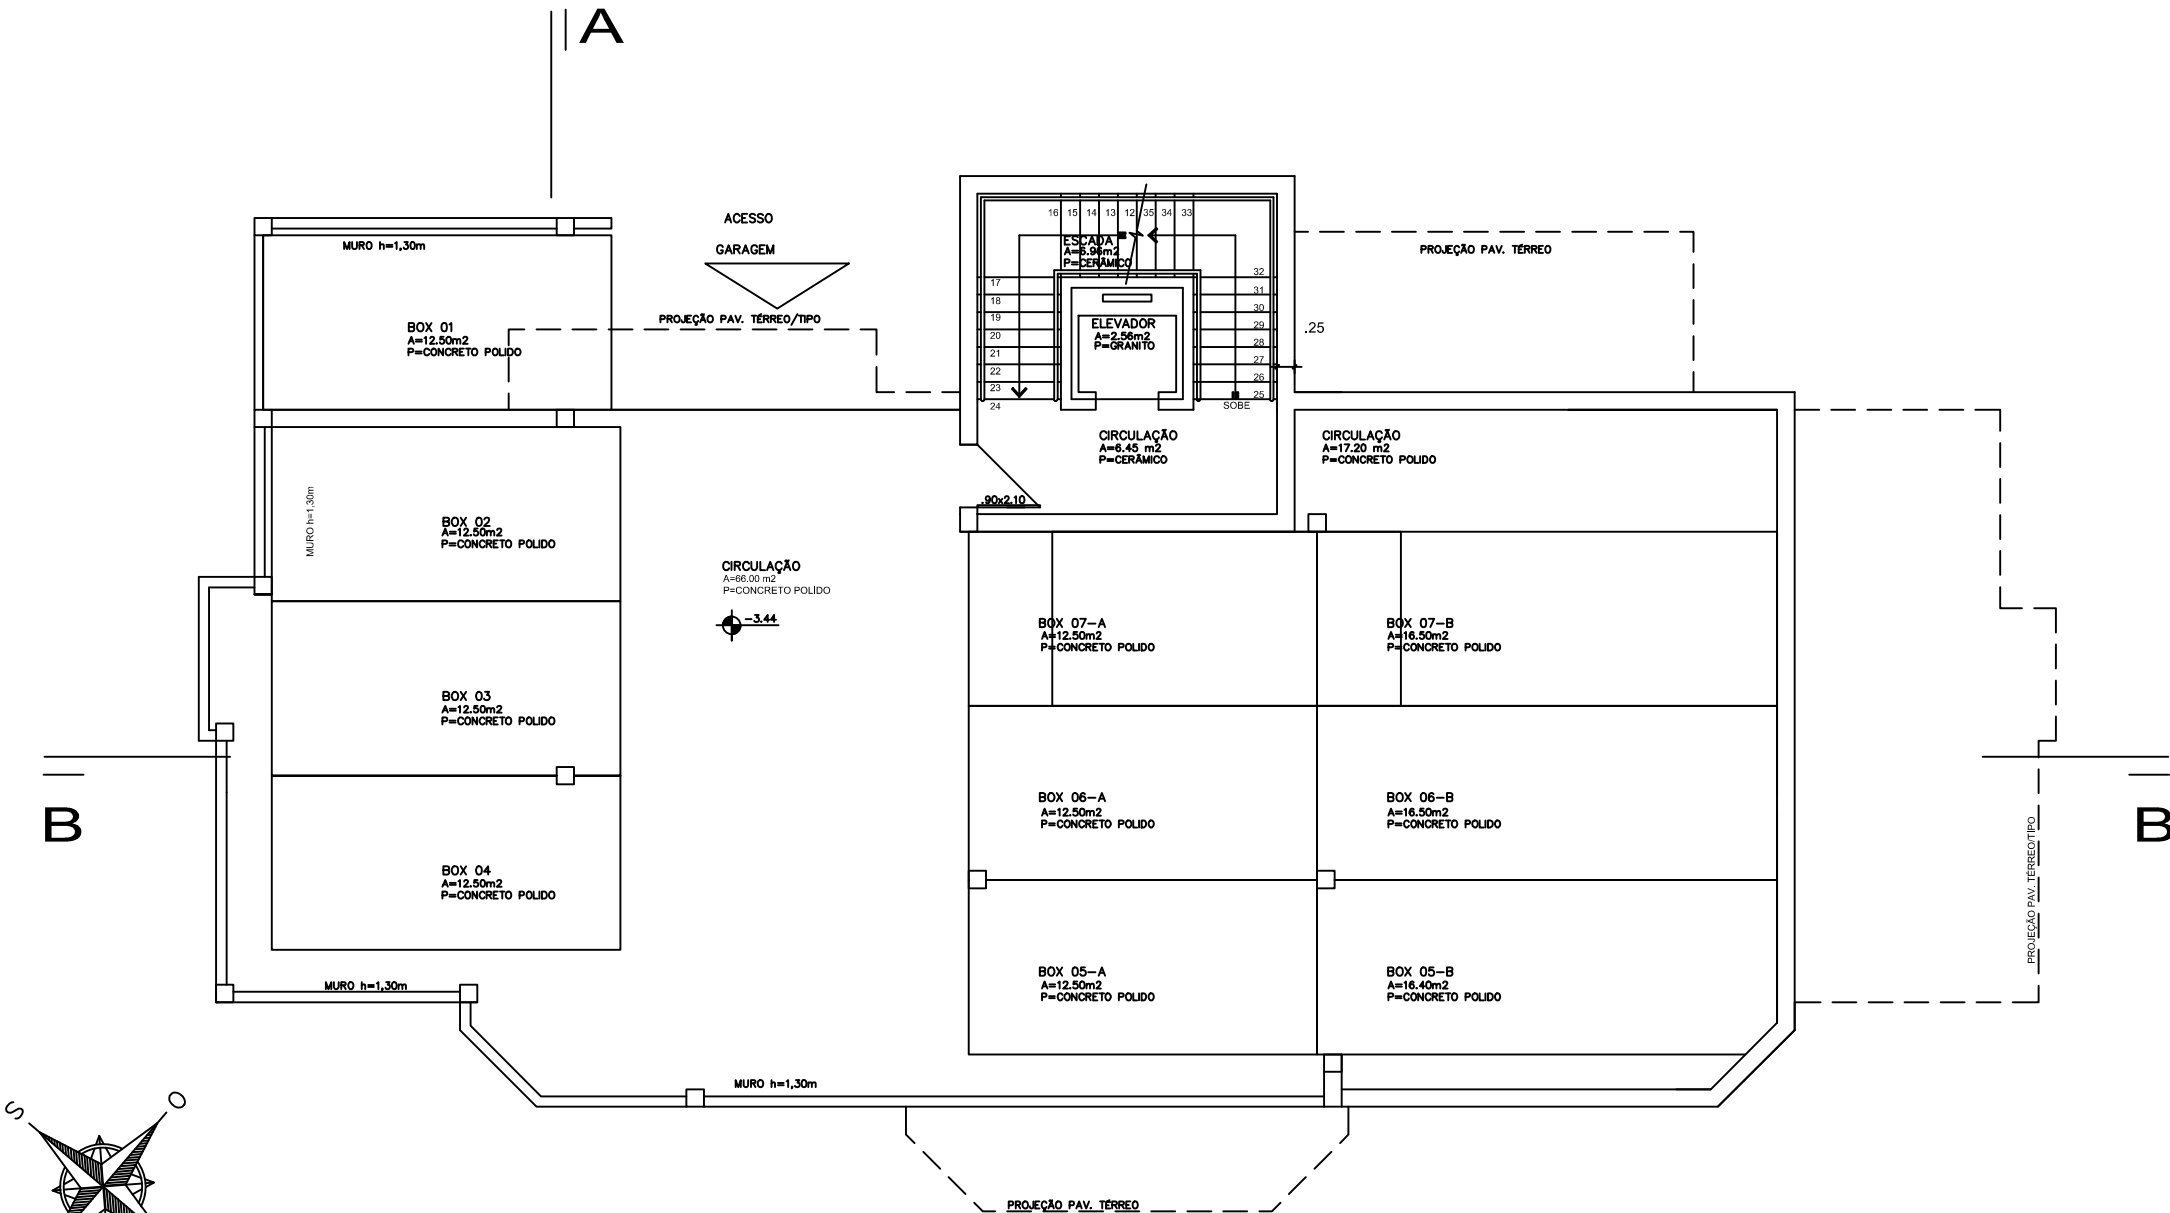 A
ACESSO
GARAGEM
MURO h=1,30m
BOX 01
A=12.50m2
P=CONCRETO POLIDO
PROJEÇÃO PAV. TÉRREO/TIPO
16 15 14 13 12 35 34 33
ESCADA
A=6.96m2
P=CERÂMICO
17
18
19
20
21
22
23
24
32
31
30
29
28
27
26
25
SOBE
ELEVADOR
A=2.56m2
P=GRANITO
.25
PROJEÇÃO PAV. TÉRREO
CIRCULAÇÃO
A=6.45 m2
P=CERÂMICO
CIRCULAÇÃO
A=17.20 m2
P=CONCRETO POLIDO
.90x2.10
MURO h=1,30m
BOX 02
A=12.50m2
P=CONCRETO POLIDO
CIRCULAÇÃO
A=66.00 m2
P=CONCRETO POLIDO
-3.44
BOX 07-A
A=12.50m2
P=CONCRETO POLIDO
BOX 07-B
A=16.50m2
P=CONCRETO POLIDO
BOX 03
A=12.50m2
P=CONCRETO POLIDO
B
BOX 06-A
A=12.50m2
P=CONCRETO POLIDO
BOX 06-B
A=16.50m2
P=CONCRETO POLIDO
B
PROJEÇÃO PAV. TÉRREO/TIPO
BOX 04
A=12.50m2
P=CONCRETO POLIDO
BOX 05-A
A=12.50m2
P=CONCRETO POLIDO
BOX 05-B
A=16.40m2
P=CONCRETO POLIDO
MURO h=1,30m
MURO h=1,30m
S
O
PROJEÇÃO PAV. TÉRREO